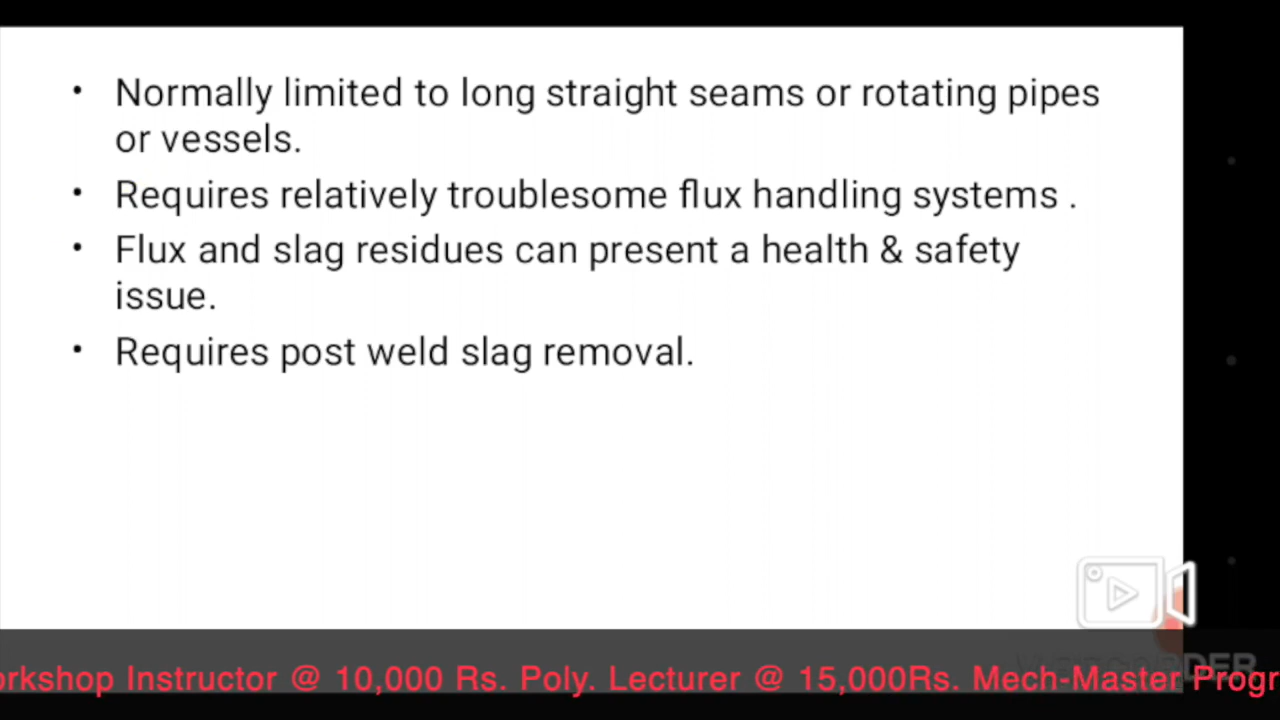 • Normally limited to long straight seams or rotating pipes
or vessels.
• Requires relatively troublesome flux handling systems .
• Flux and slag residues can present a health & safety
issue.
• Requires post weld slag removal.
orkshop Instructor @ 10,000 Rs. Poly. Lecturer @ 15,000Rs. Mech-Master Progr